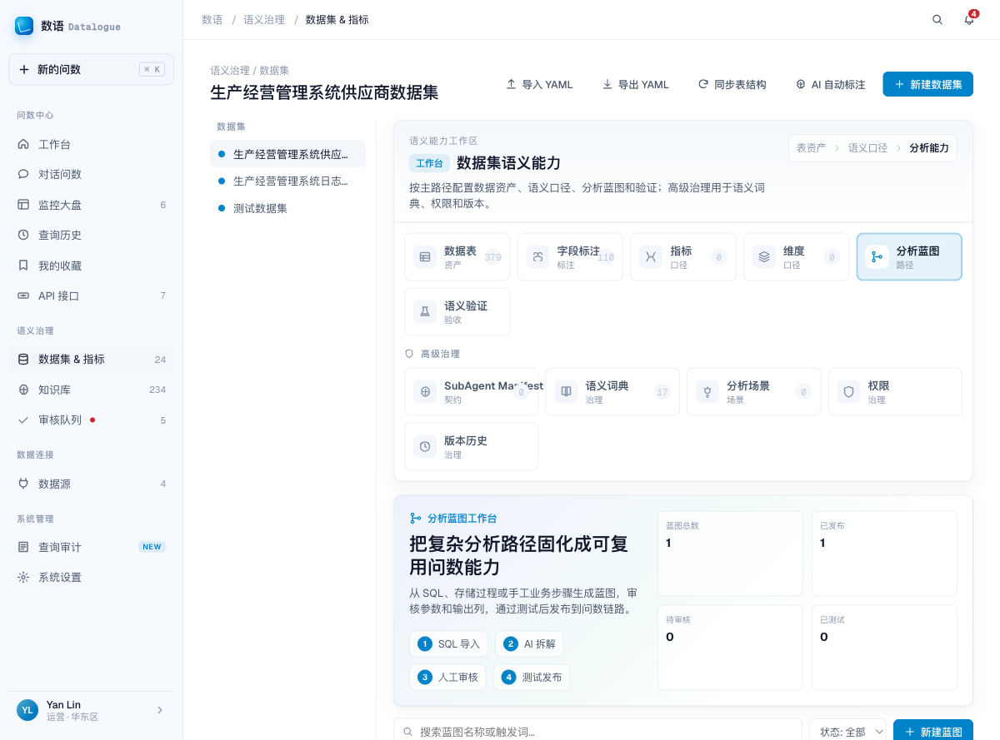 数语 Datalogue
数语 / 语义治理 / 数据集 & 指标
4
新的问数 ⌘ K
问数中心
工作台
对话问数
监控大盘 6
查询历史
我的收藏
API 接口 7
语义治理
数据集 & 指标 24
知识库 234
审核队列 5
数据连接
数据源 4
系统管理
查询审计 NEW
系统设置
YL
Yan Lin
运营 · 华东区
语义治理 / 数据集
生产经营管理系统供应商数据集
导入 YAML
导出 YAML
同步表结构
AI 自动标注
新建数据集
数据集
生产经营管理系统供应...
生产经营管理系统日志...
测试数据集
语义能力工作区
工作台 数据集语义能力
按主路径配置数据资产、语义口径、分析蓝图和验证；高级治理用于语义词
典、权限和版本。
表资产 语义口径 分析能力
数据表 379
资产
字段标注 110
标注
指标 0
口径
维度 0
口径
分析蓝图
路径
语义验证
验收
高级治理
0
契约
语义词典 17
治理
分析场景 0
场景
权限
治理
版本历史
治理
分析蓝图工作台
把复杂分析路径固化成可复
用问数能力
从 SQL、存储过程或手工业务步骤生成蓝图，审
核参数和输出列，通过测试后发布到问数链路。
1 SQL 导入
2 AI 拆解
3 人工审核
4 测试发布
蓝图总数
1
已发布
1
待审核
0
已测试
0
搜索蓝图名称或触发词...
状态: 全部
新建蓝图